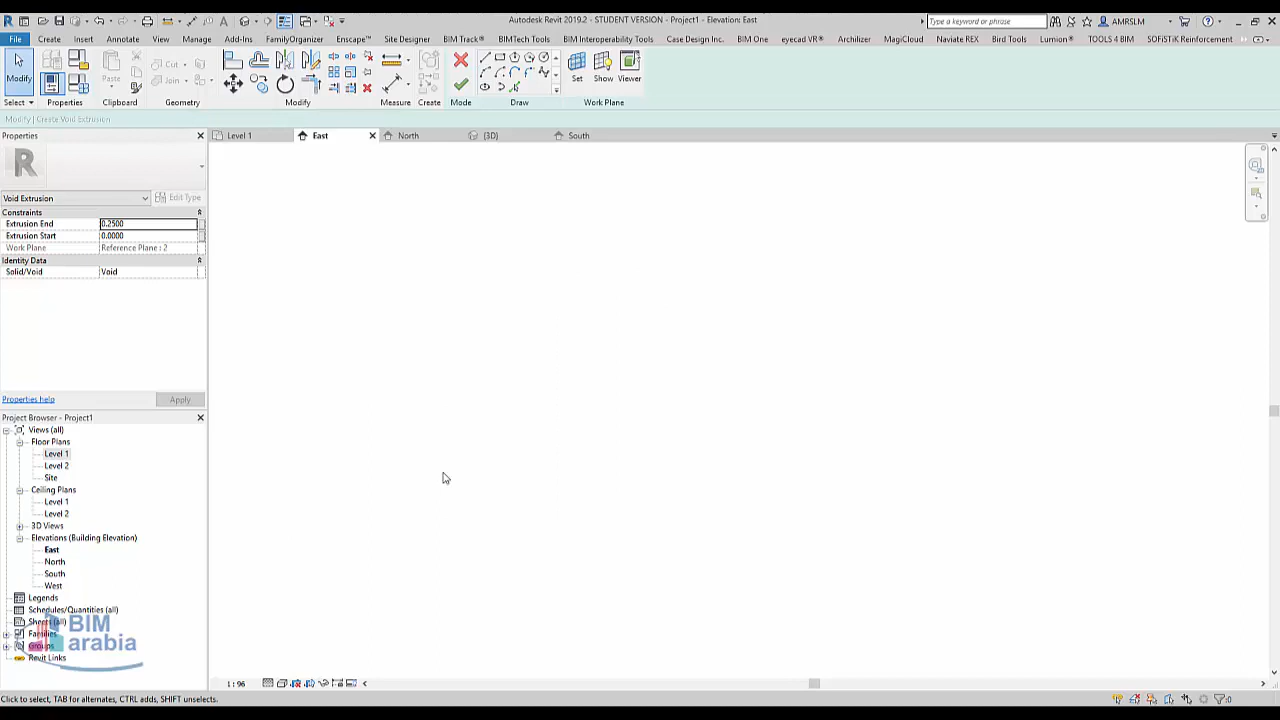 Autodesk Revit 2019.2 - STUDENT VERSION - Project1 - Elevation: East
Type a keyword or phrase
AMRSLM
File Create Insert Annotate View Manage Add-Ins FamilyOrganizer Enscape™ Site Designer BIM Track® BIMTech Tools BIM Interoperability Tools Case Design Inc. BIM One eyecad VR® Archilizer MagiCloud Naviate REX Bird Tools Lumion® TOOLS 4 BIM SOFiSTiK Reinforcement
Modify
Paste
Cut
Join
Set Show Viewer
Select Properties Clipboard Geometry Modify Measure Create Mode Draw Work Plane
Modify | Create Void Extrusion
Properties
Level 1 East North {3D} South
Void Extrusion
Edit Type
Constraints
Extrusion End 0.2500
Extrusion Start 0.0000
Work Plane Reference Plane : 2
Identity Data
Solid/Void Void
Properties help
Apply
Project Browser - Project1
Views (all)
Floor Plans
Level 1
Level 2
Site
Ceiling Plans
Level 1
Level 2
3D Views
Elevations (Building Elevation)
East
North
South
West
Legends
Schedules/Quantities (all)
Sheets (all)
Families
Groups
Revit Links
BIM
arabia
1 : 96
Click to select, TAB for alternates, CTRL adds, SHIFT unselects.
:0